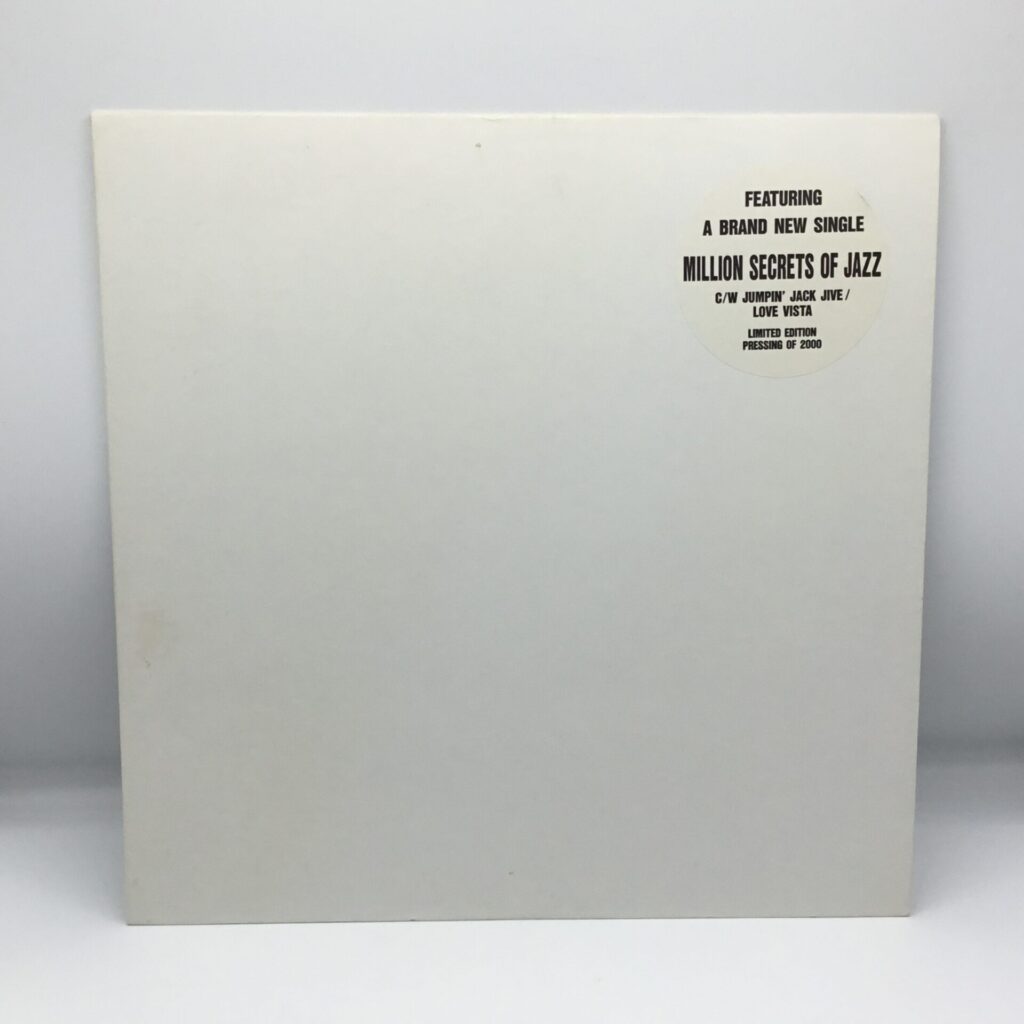 FEATURING
A BRAND NEW SINGLE
MILLION SECRETS OF JAZZ
C/W JUMPIN' JACK JIVE /
LOVE VISTA
LIMITED EDITION
PRESSING OF 2000